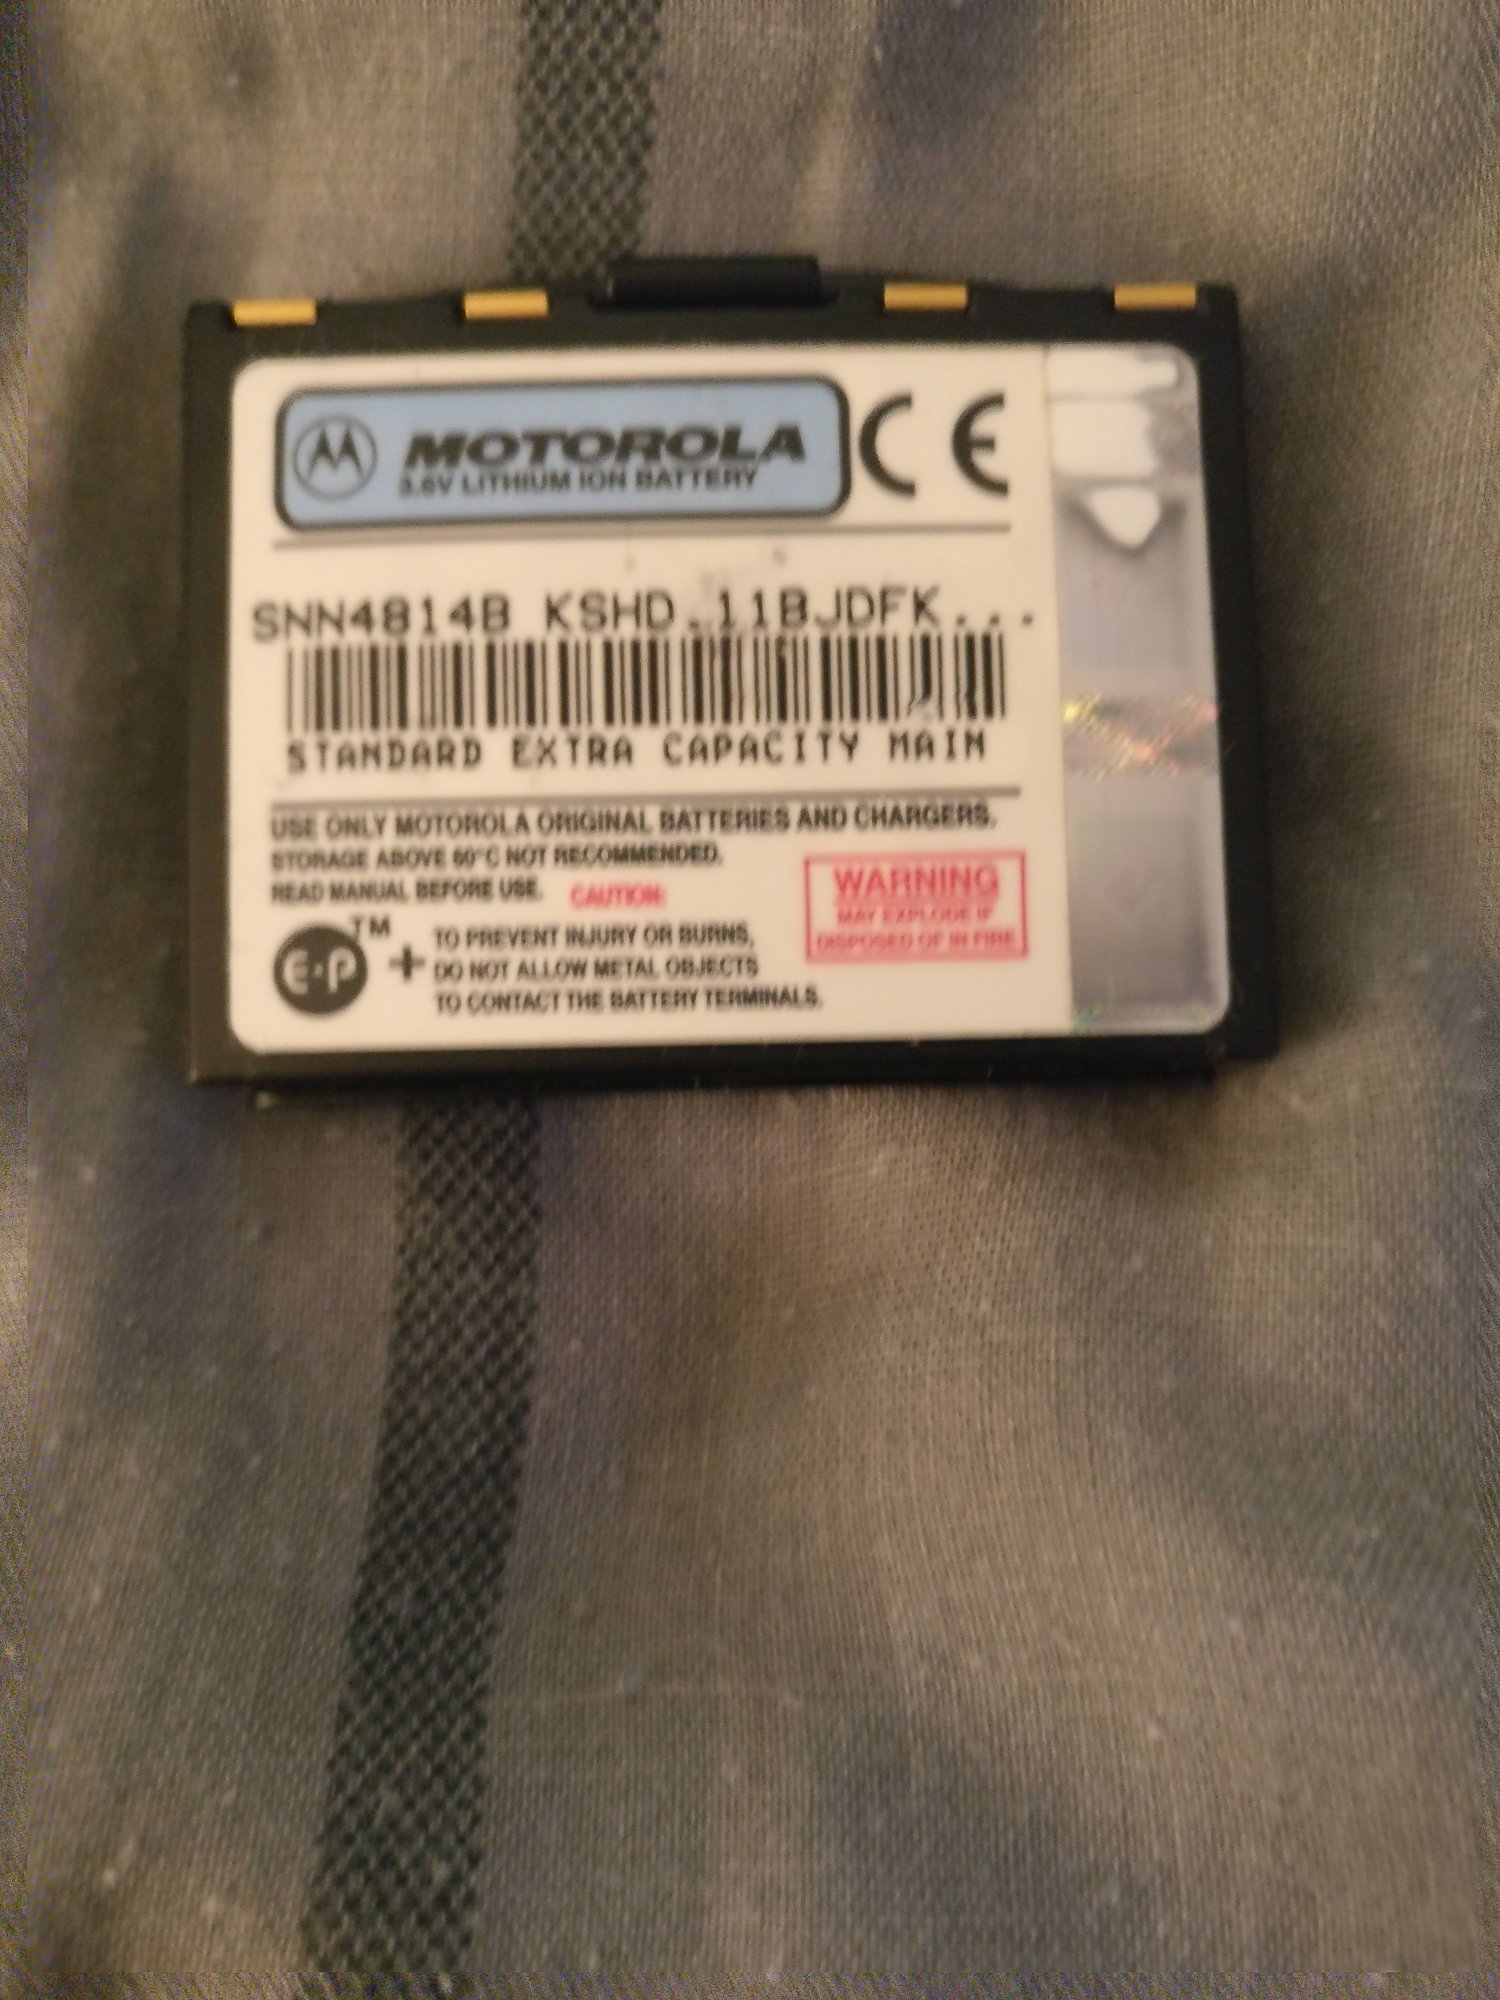 MOTOROLA
3.6V LITHIUM ION BATTERY
CE
SNN4814B KSHD.11BJDFK...
STANDARD EXTRA CAPACITY MAIN
USE ONLY MOTOROLA ORIGINAL BATTERIES AND CHARGERS.
STORAGE ABOVE 60°C NOT RECOMMENDED.
READ MANUAL BEFORE USE. CAUTION:
E·P™ +
TO PREVENT INJURY OR BURNS,
DO NOT ALLOW METAL OBJECTS
TO CONTACT THE BATTERY TERMINALS.
WARNING
MAY EXPLODE IF
DISPOSED OF IN FIRE